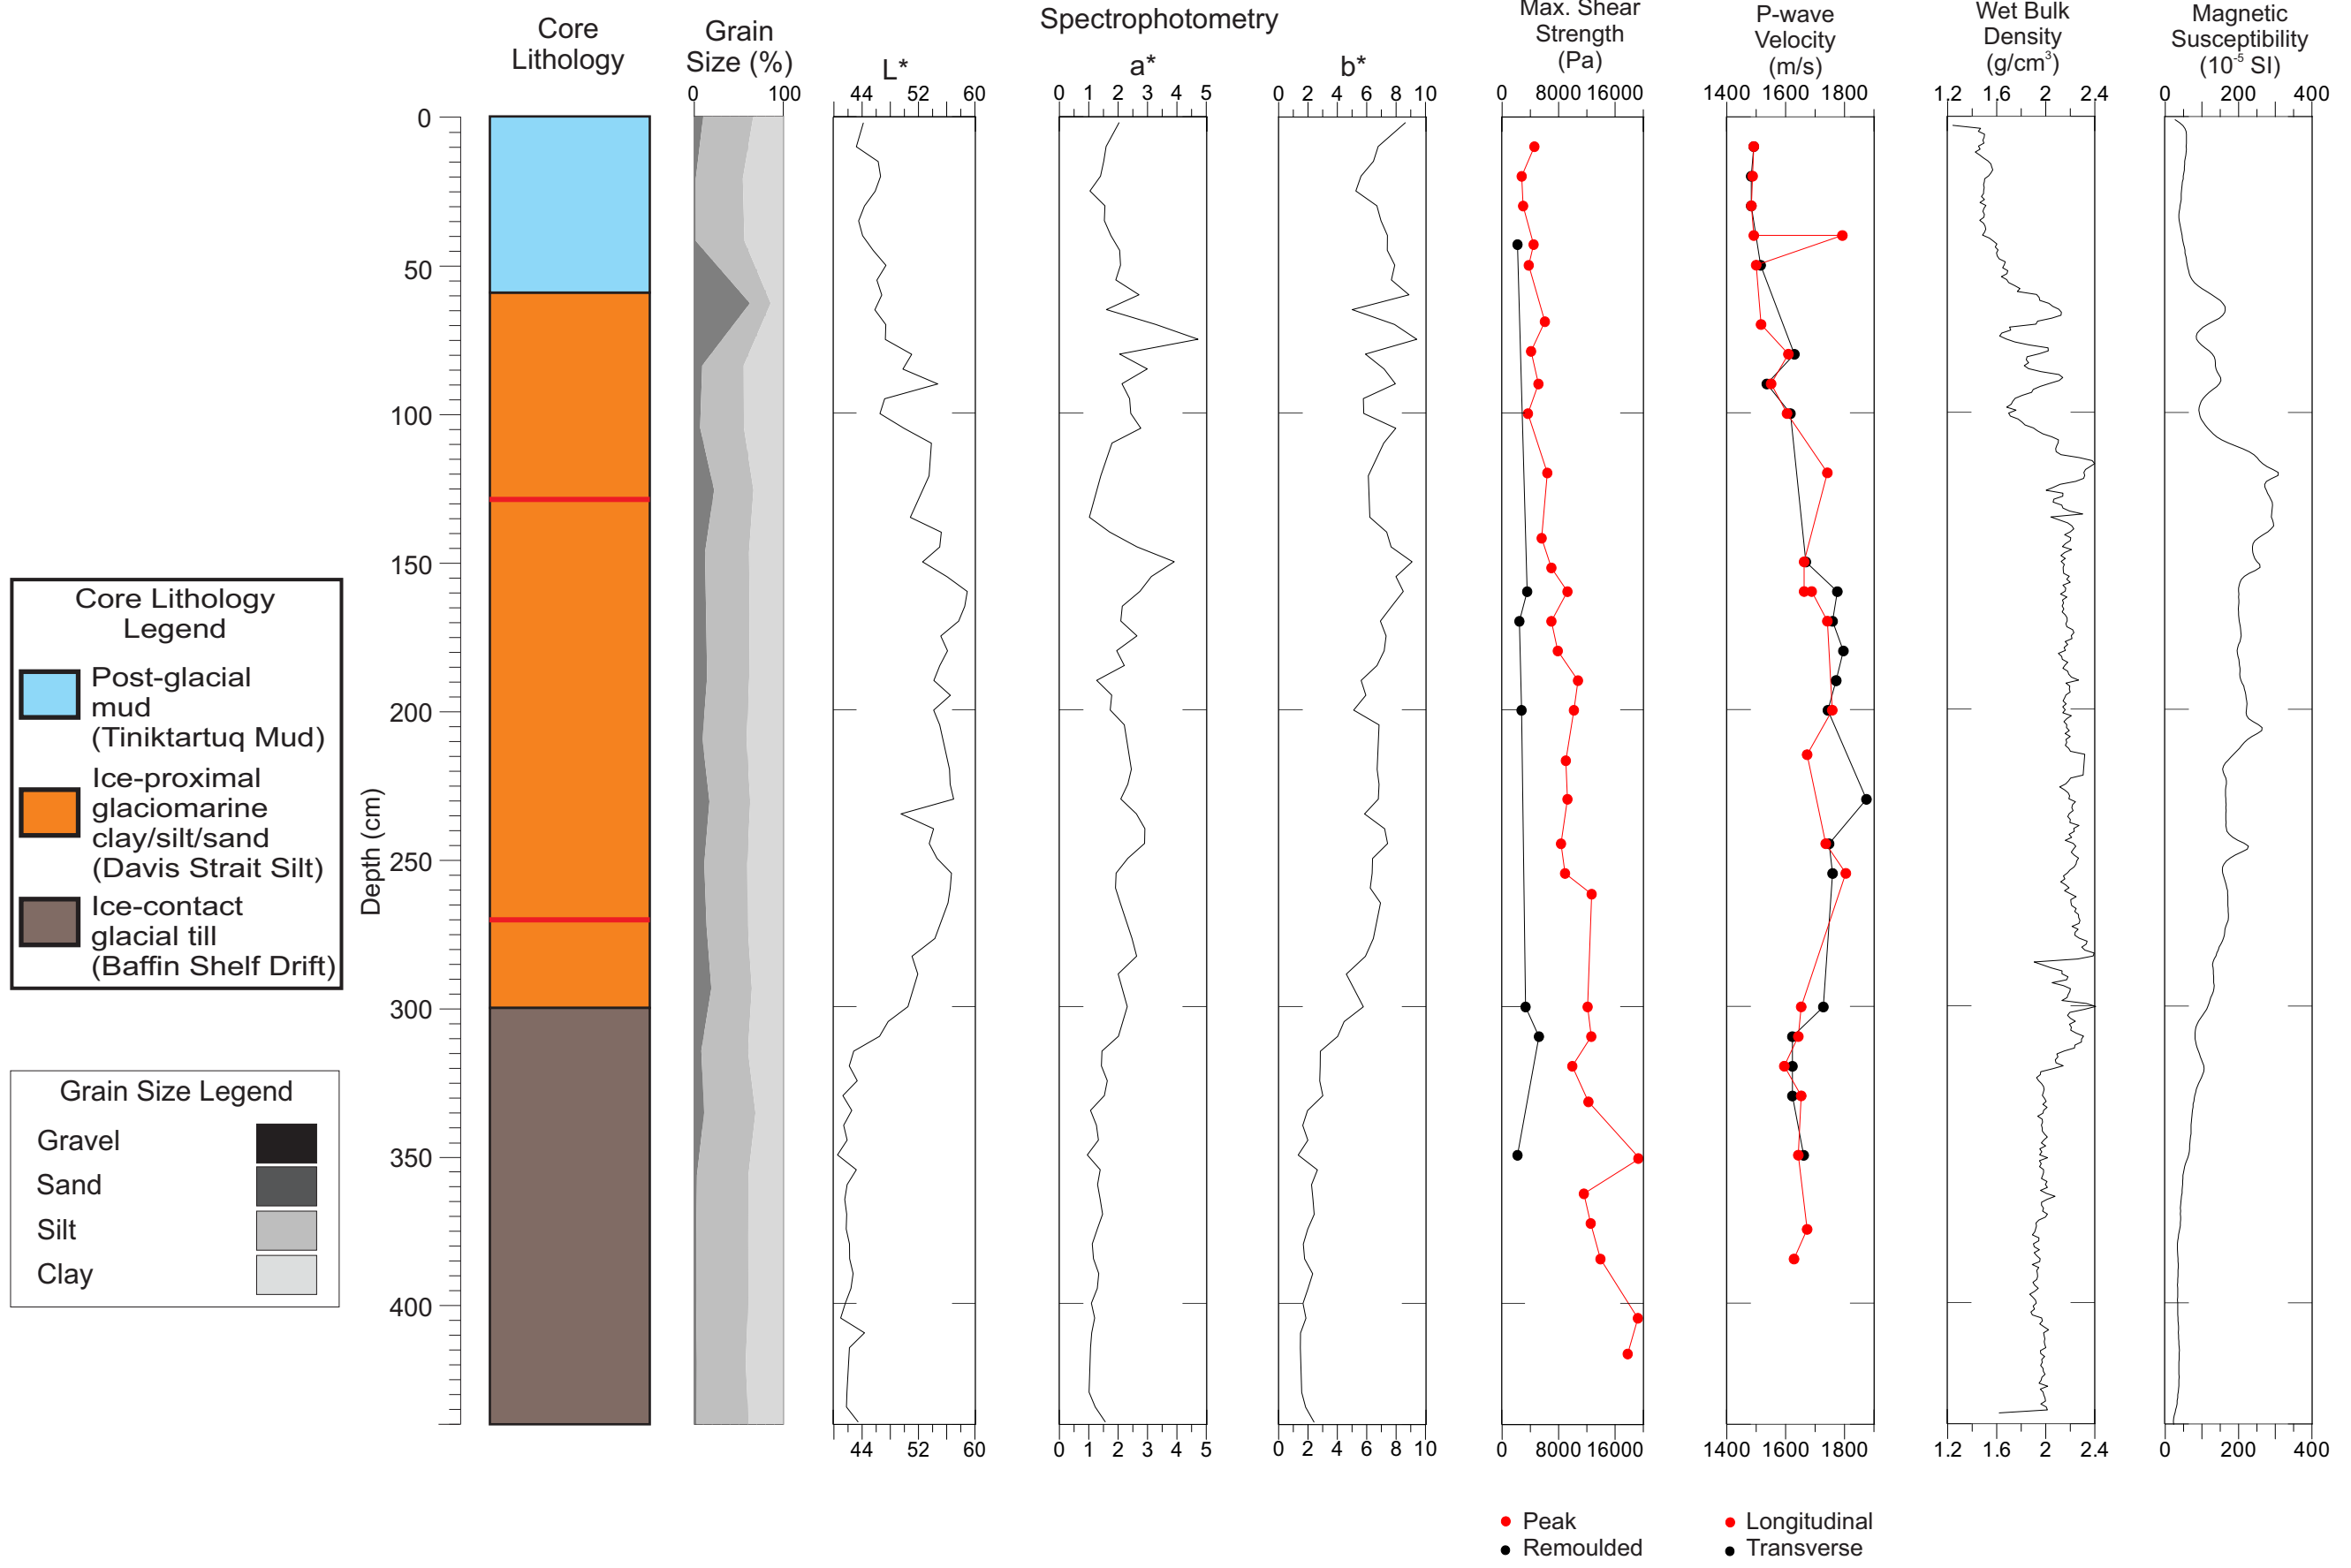 Core
Lithology
Grain
Size (%)
0 100
Spectrophotometry
L*
44 52 60
a*
0 1 2 3 4 5
b*
0 2 4 6 8 10
Max. Shear
Strength
(Pa)
0 8000 16000
P-wave
Velocity
(m/s)
1400 1600 1800
Wet Bulk
Density
(g/cm³)
1.2 1.6 2 2.4
Magnetic
Susceptibility
(10⁻⁵ SI)
0 200 400
Depth (cm)
0
50
100
150
200
250
300
350
400
Core Lithology
Legend
Post-glacial
mud
(Tiniktartuq Mud)
Ice-proximal
glaciomarine
clay/silt/sand
(Davis Strait Silt)
Ice-contact
glacial till
(Baffin Shelf Drift)
Grain Size Legend
Gravel
Sand
Silt
Clay
44 52 60
0 1 2 3 4 5
0 2 4 6 8 10
0 8000 16000
1400 1600 1800
1.2 1.6 2 2.4
0 200 400
Peak
Remoulded
Longitudinal
Transverse